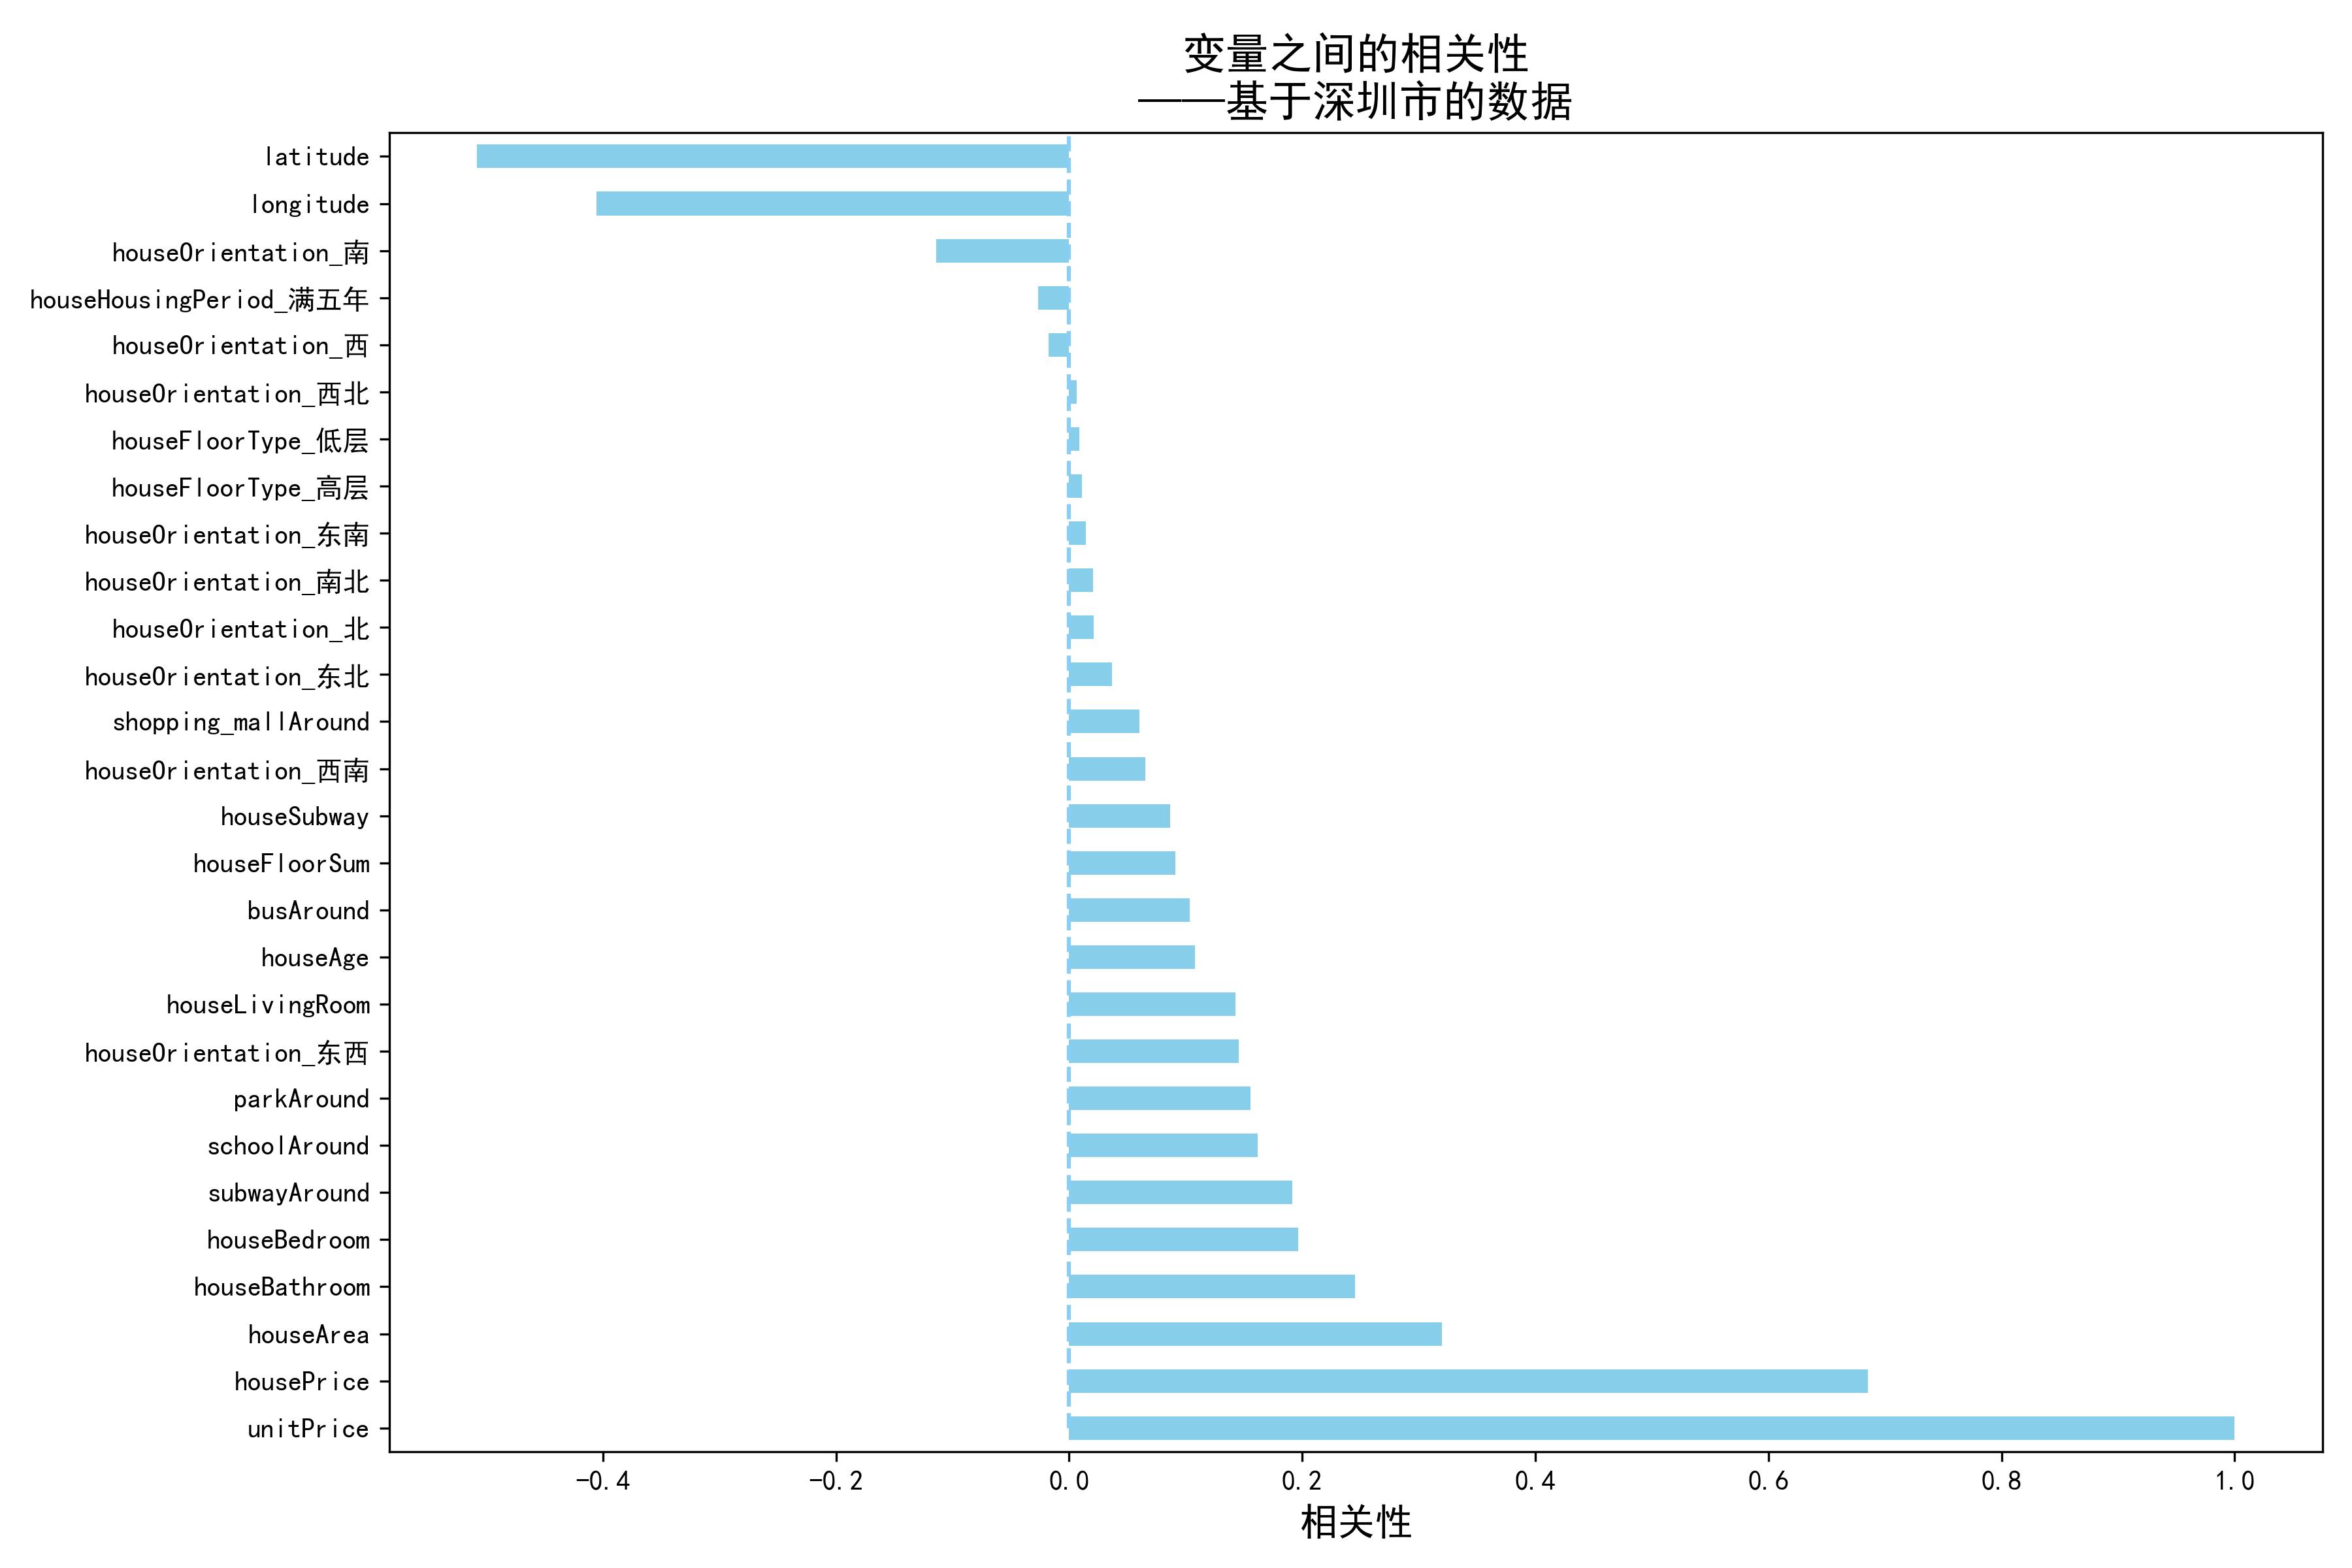 变量之间的相关性
——基于深圳市的数据
latitude
longitude
houseOrientation_南
houseHousingPeriod_满五年
houseOrientation_西
houseOrientation_西北
houseFloorType_低层
houseFloorType_高层
houseOrientation_东南
houseOrientation_南北
houseOrientation_北
houseOrientation_东北
shopping_mallAround
houseOrientation_西南
houseSubway
houseFloorSum
busAround
houseAge
houseLivingRoom
houseOrientation_东西
parkAround
schoolAround
subwayAround
houseBedroom
houseBathroom
houseArea
housePrice
unitPrice
−0.4 −0.2 0.0 0.2 0.4 0.6 0.8 1.0
相关性